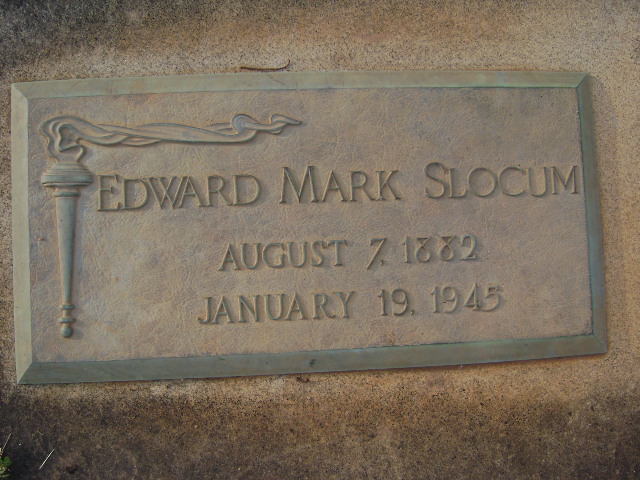 EDWARD MARK SLOCUM
AUGUST 7, 1882
JANUARY 19, 1945